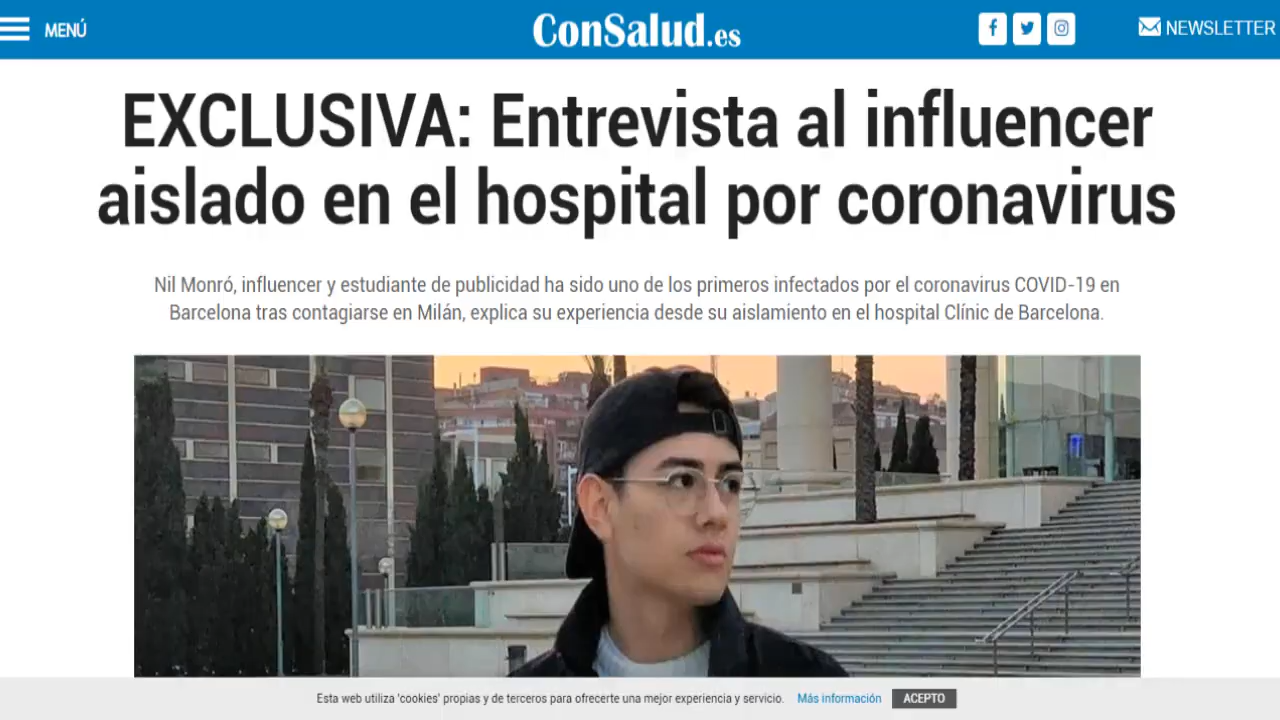 MENÚ
ConSalud.es
NEWSLETTER
EXCLUSIVA: Entrevista al influencer
aislado en el hospital por coronavirus
Nil Monró, influencer y estudiante de publicidad ha sido uno de los primeros infectados por el coronavirus COVID-19 en
Barcelona tras contagiarse en Milán, explica su experiencia desde su aislamiento en el hospital Clínic de Barcelona.
Esta web utiliza 'cookies' propias y de terceros para ofrecerte una mejor experiencia y servicio. Más información ACEPTO